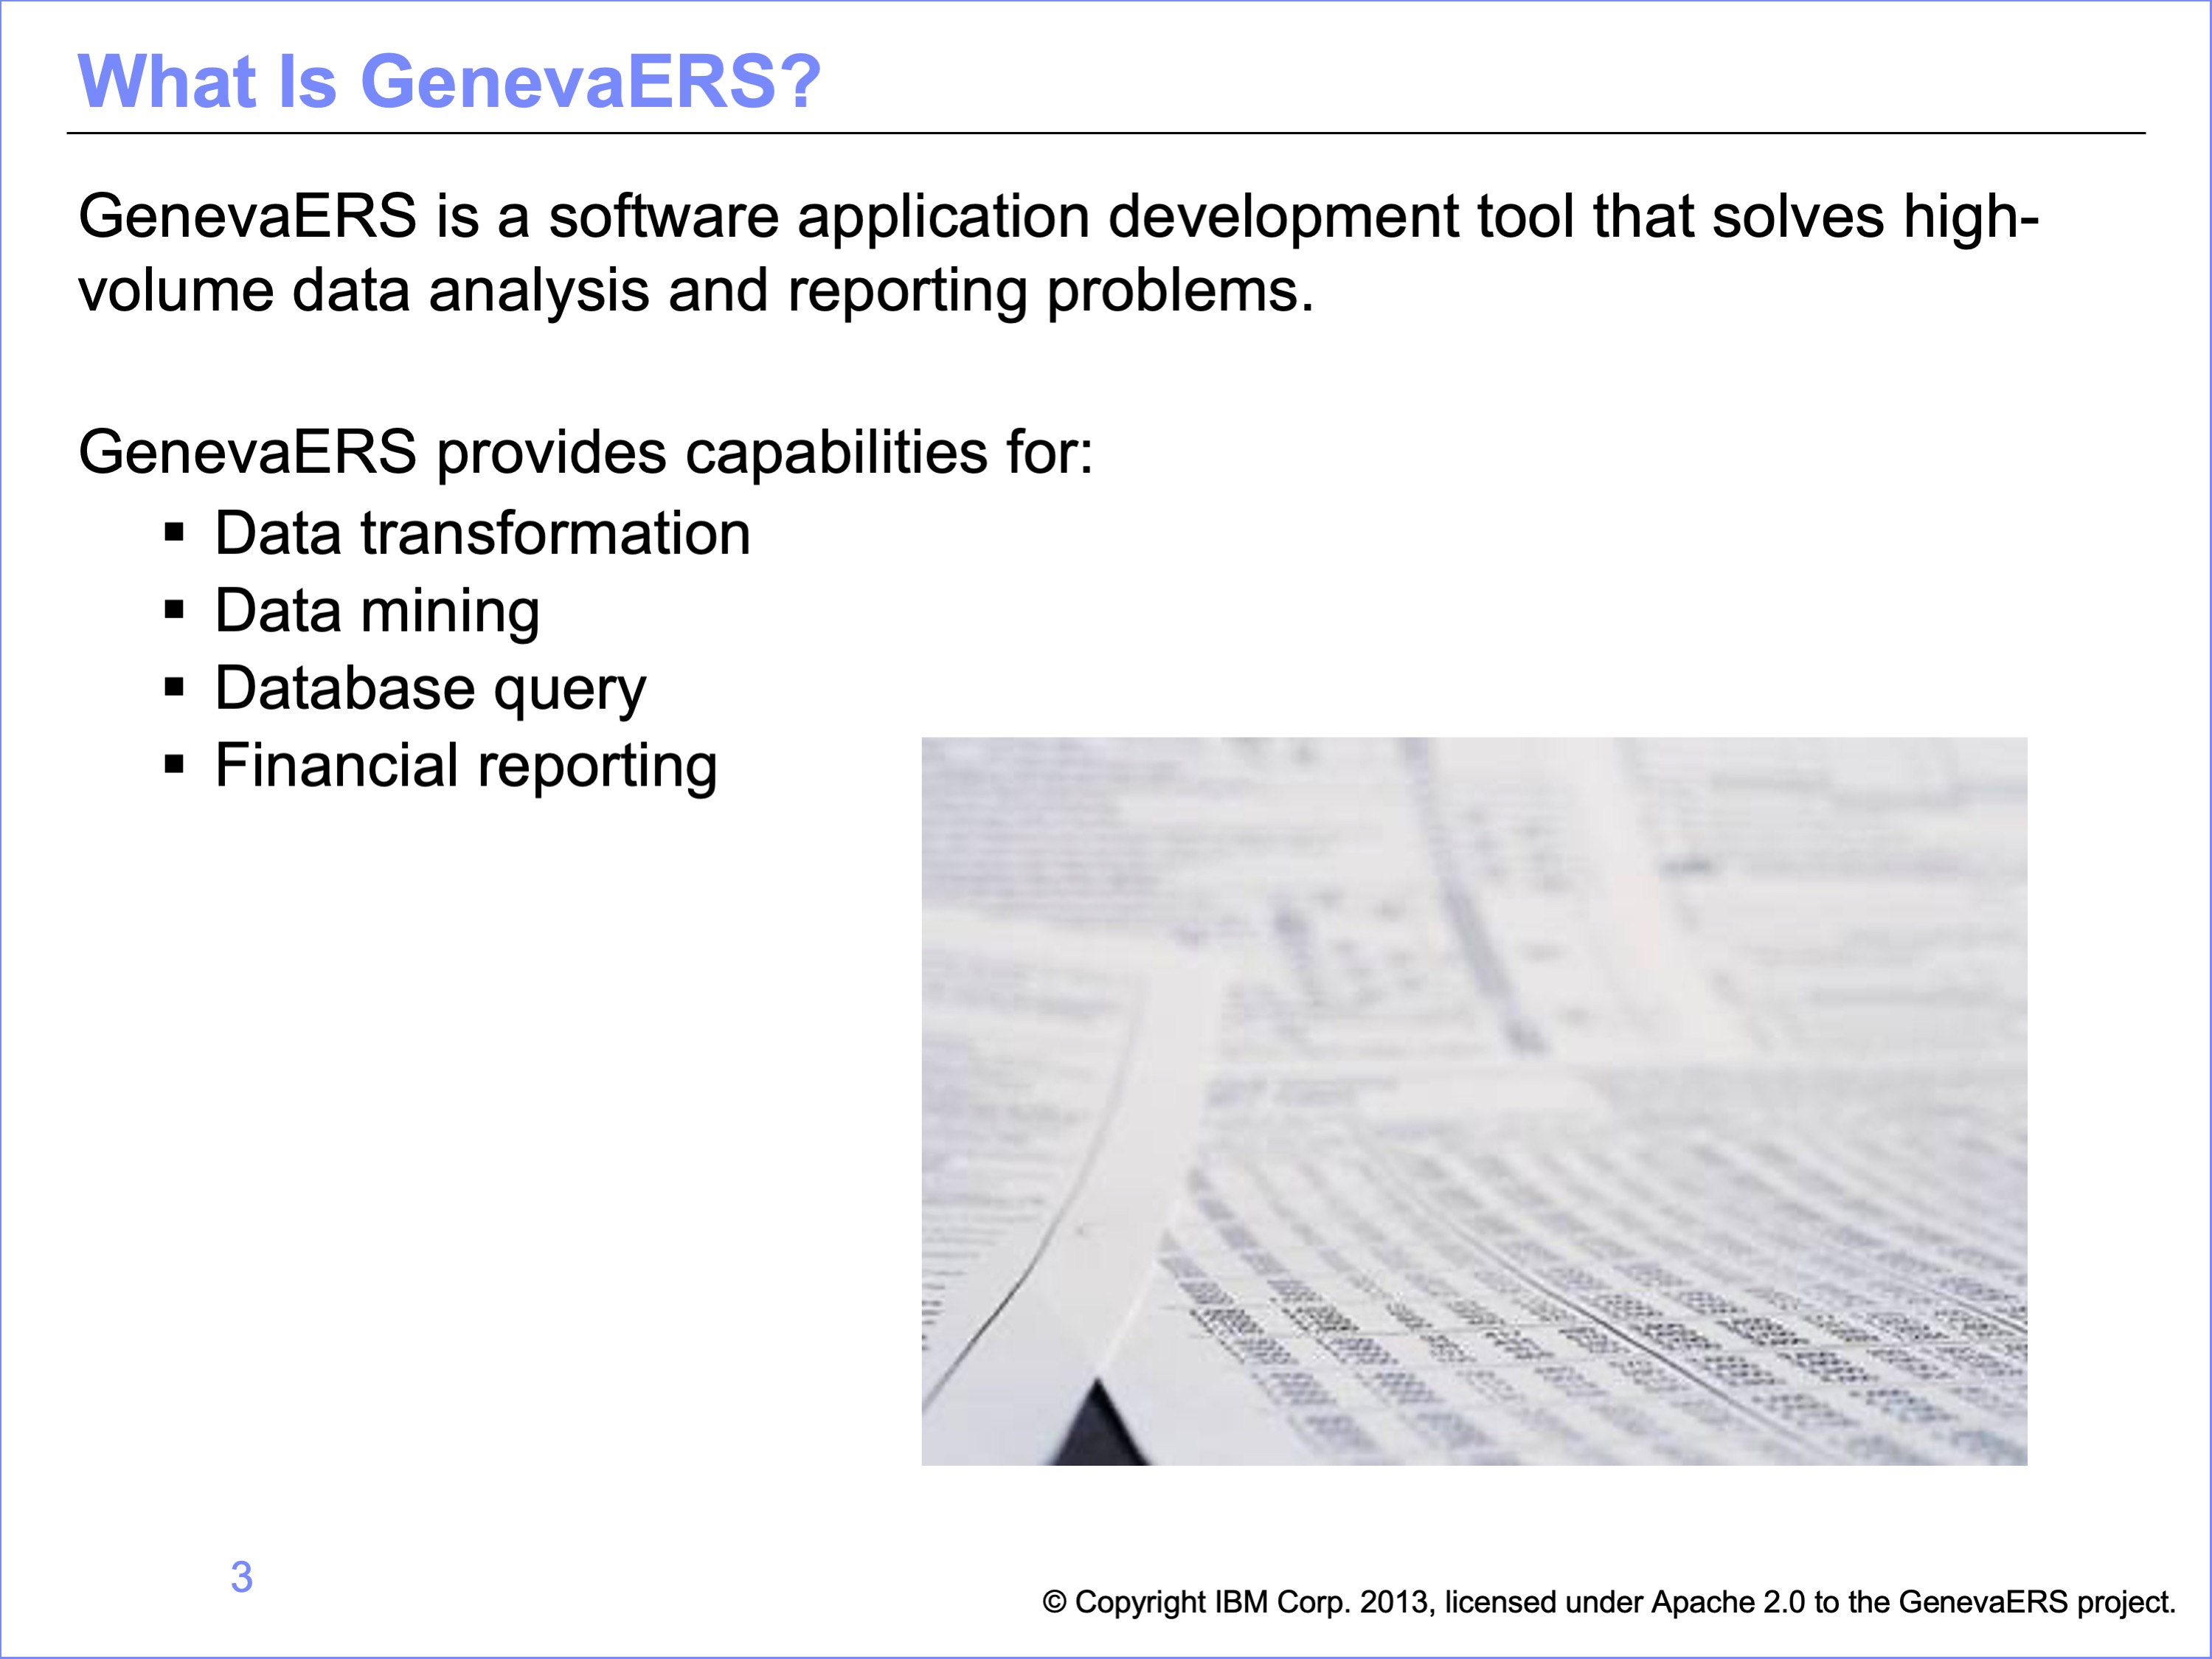 What Is GenevaERS?
GenevaERS is a software application development tool that solves high-
volume data analysis and reporting problems.
GenevaERS provides capabilities for:
▪ Data transformation
▪ Data mining
▪ Database query
▪ Financial reporting
3
© Copyright IBM Corp. 2013, licensed under Apache 2.0 to the GenevaERS project.